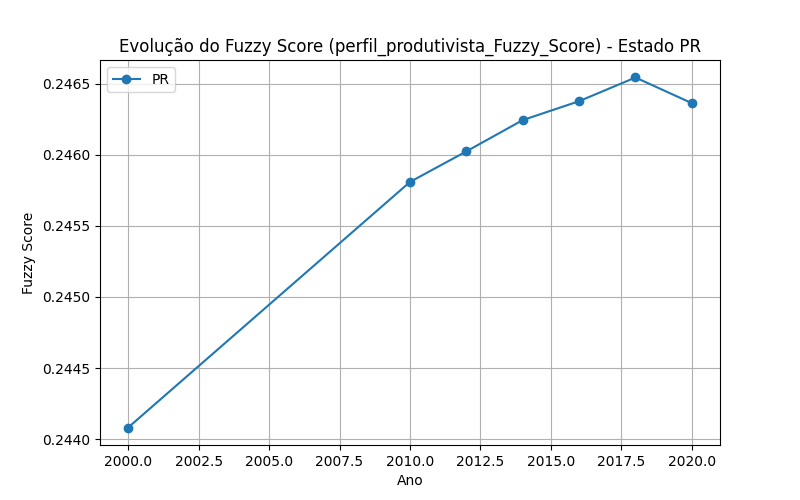 Evolução do Fuzzy Score (perfil_produtivista_Fuzzy_Score) - Estado PR
PR
0.2465
0.2460
0.2455
0.2450
0.2445
0.2440
Fuzzy Score
2000.0 2002.5 2005.0 2007.5 2010.0 2012.5 2015.0 2017.5 2020.0
Ano